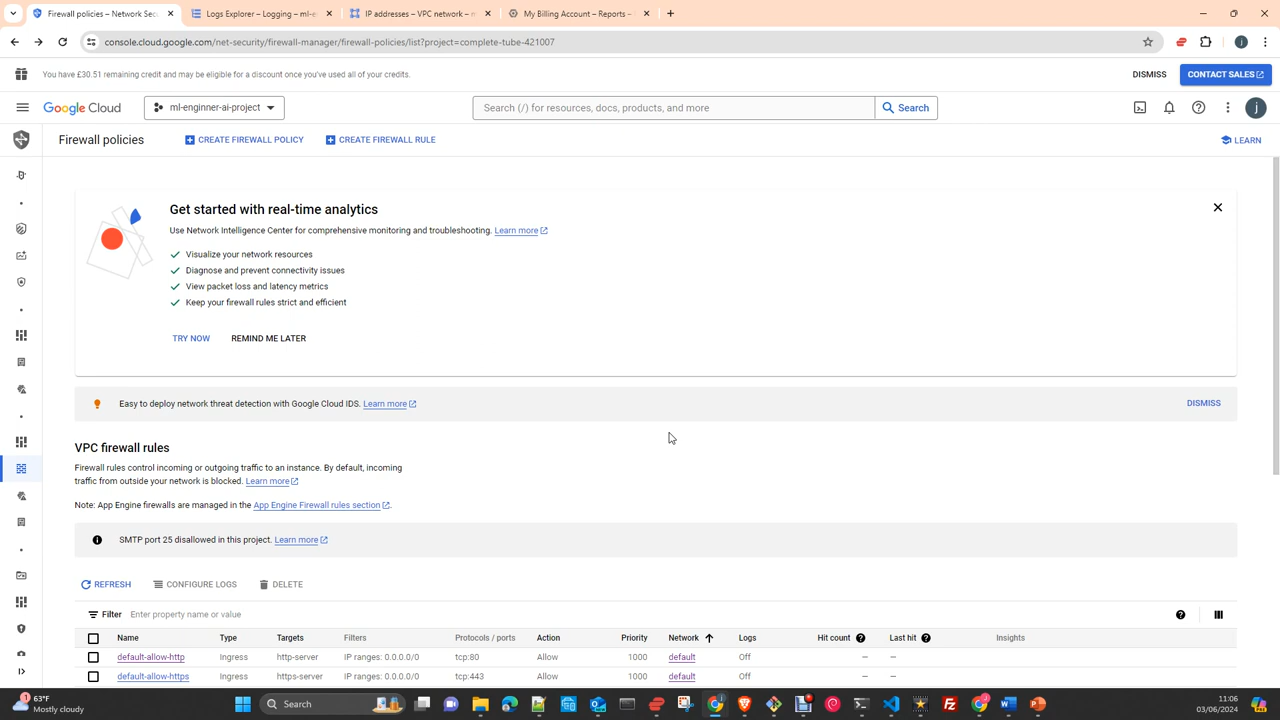 Firewall policies – Network Sec
Logs Explorer – Logging – ml-e
IP addresses – VPC network – m
My Billing Account – Reports –
console.cloud.google.com/net-security/firewall-manager/firewall-policies/list?project=complete-tube-421007
j
You have £30.51 remaining credit and may be eligible for a discount once you've used all of your credits.
DISMISS
CONTACT SALES
Google Cloud
ml-enginner-ai-project
Search (/) for resources, docs, products, and more
Search
j
Firewall policies
CREATE FIREWALL POLICY
CREATE FIREWALL RULE
LEARN
Get started with real-time analytics
Use Network Intelligence Center for comprehensive monitoring and troubleshooting. Learn more
Visualize your network resources
Diagnose and prevent connectivity issues
View packet loss and latency metrics
Keep your firewall rules strict and efficient
TRY NOW
REMIND ME LATER
Easy to deploy network threat detection with Google Cloud IDS. Learn more
DISMISS
VPC firewall rules
Firewall rules control incoming or outgoing traffic to an instance. By default, incoming
traffic from outside your network is blocked. Learn more
Note: App Engine firewalls are managed in the App Engine Firewall rules section.
SMTP port 25 disallowed in this project. Learn more
REFRESH
CONFIGURE LOGS
DELETE
Filter Enter property name or value
Name Type Targets Filters Protocols / ports Action Priority Network Logs Hit count Last hit Insights
default-allow-http Ingress http-server IP ranges: 0.0.0.0/0 tcp:80 Allow 1000 default Off — —
default-allow-https Ingress https-server IP ranges: 0.0.0.0/0 tcp:443 Allow 1000 default Off — —
63°F
Mostly cloudy
Search
11:06
03/06/2024